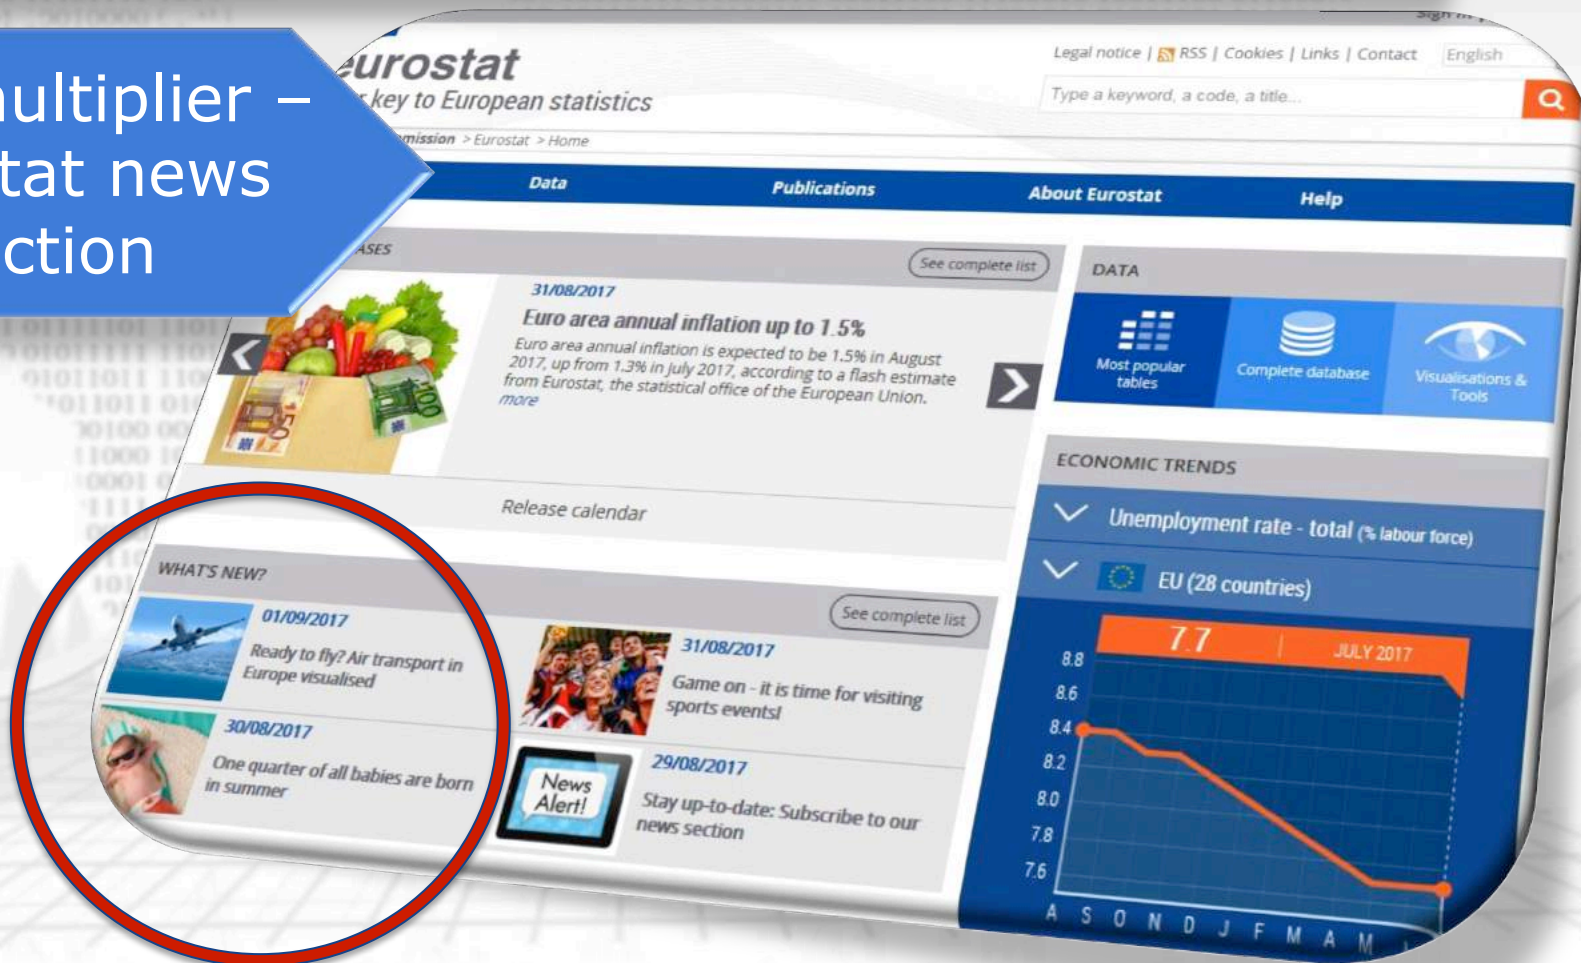 multiplier –
tat news
ction
eurostat
key to European statistics
Legal notice | RSS | Cookies | Links | Contact
English
Type a keyword, a code, a title...
mission > Eurostat > Home
Data
Publications
About Eurostat
Help
ASES
See complete list
31/08/2017
Euro area annual inflation up to 1.5%
Euro area annual inflation is expected to be 1.5% in August
2017, up from 1.3% in July 2017, according to a flash estimate
from Eurostat, the statistical office of the European Union.
more
150
100
Release calendar
WHAT'S NEW?
See complete list
01/09/2017
Ready to fly? Air transport in
Europe visualised
31/08/2017
Game on - it is time for visiting
sports events!
30/08/2017
One quarter of all babies are born
in summer
News
Alert!
29/08/2017
Stay up-to-date: Subscribe to our
news section
DATA
Most popular
tables
Complete database
Visualisations &
Tools
ECONOMIC TRENDS
Unemployment rate - total (% labour force)
EU (28 countries)
7.7
JULY 2017
8.8
8.6
8.4
8.2
8.0
7.8
7.6
A S O N D J F M A M